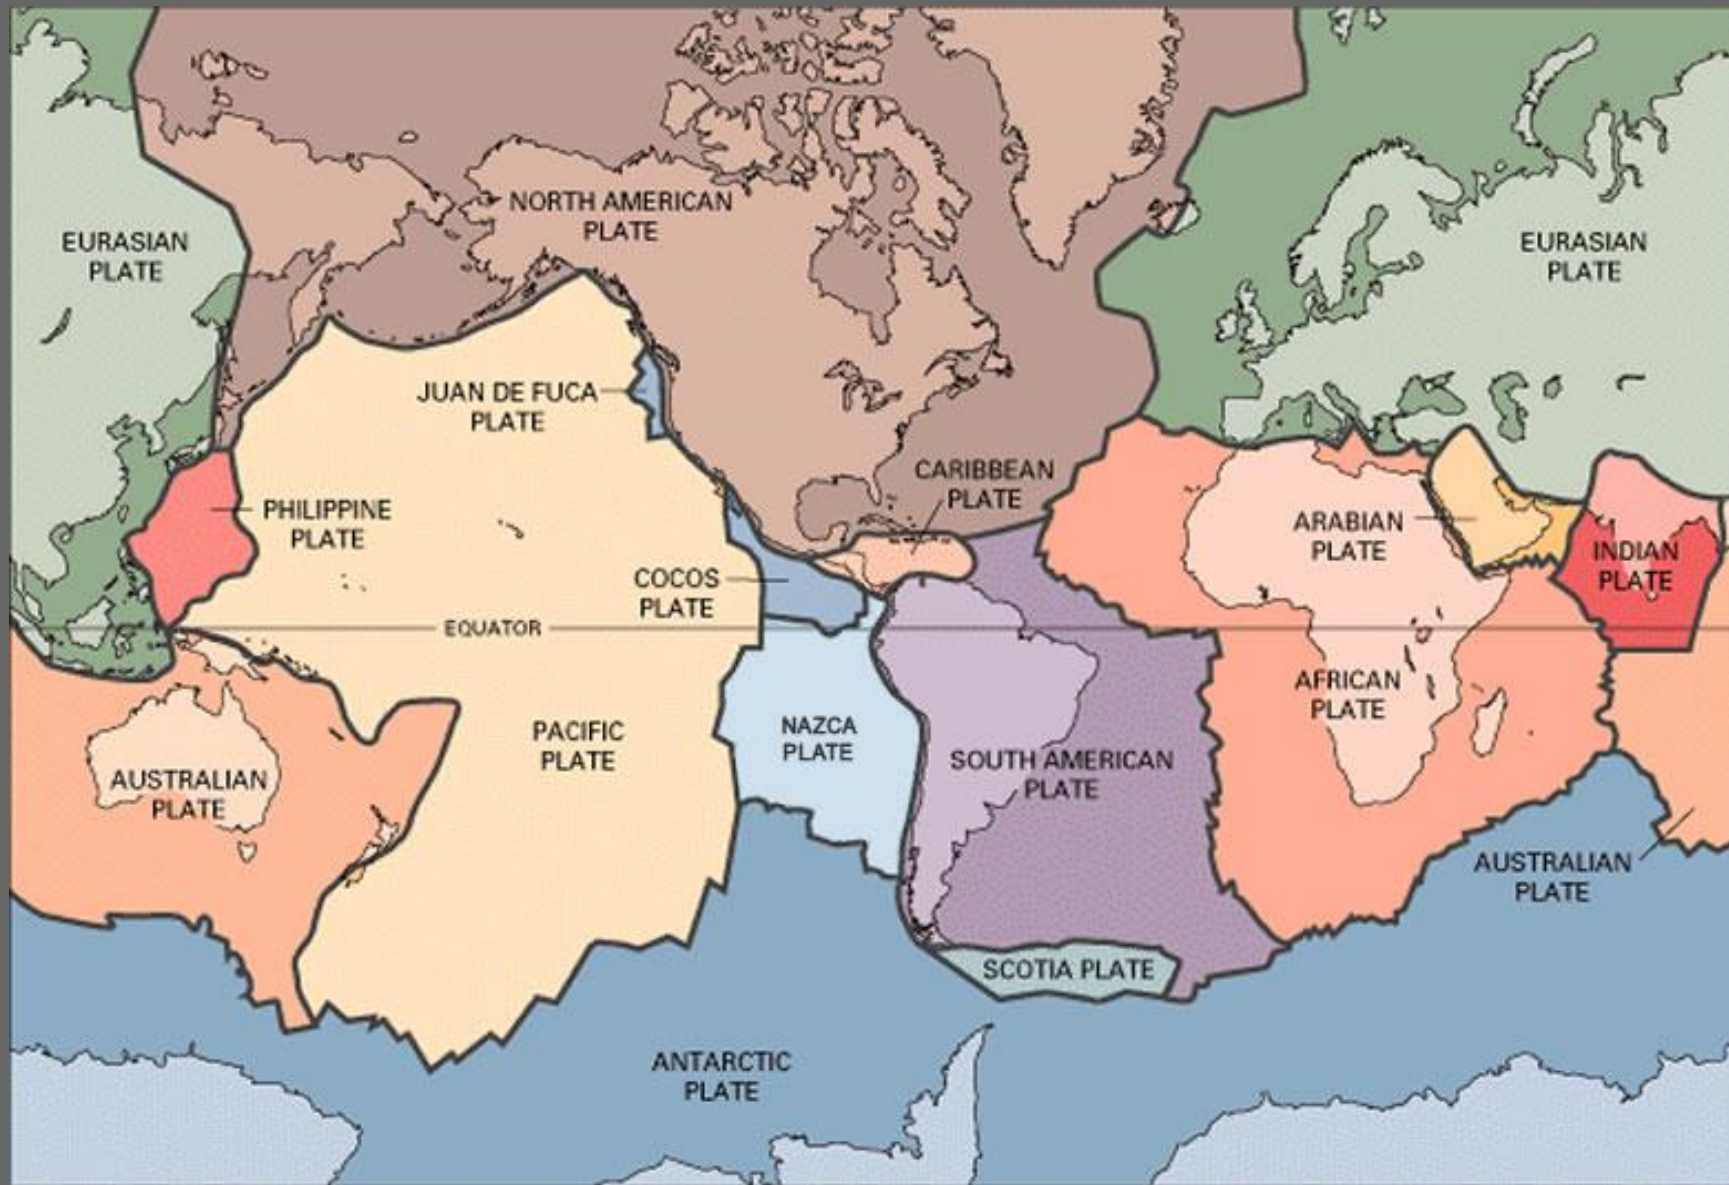 NORTH AMERICAN
PLATE
EURASIAN
PLATE
EURASIAN
PLATE
JUAN DE FUCA
PLATE
CARIBBEAN
PLATE
PHILIPPINE
PLATE
ARABIAN
PLATE
INDIAN
PLATE
COCOS
PLATE
EQUATOR
AFRICAN
PLATE
PACIFIC
PLATE
NAZCA
PLATE
SOUTH AMERICAN
PLATE
AUSTRALIAN
PLATE
AUSTRALIAN
PLATE
SCOTIA PLATE
ANTARCTIC
PLATE